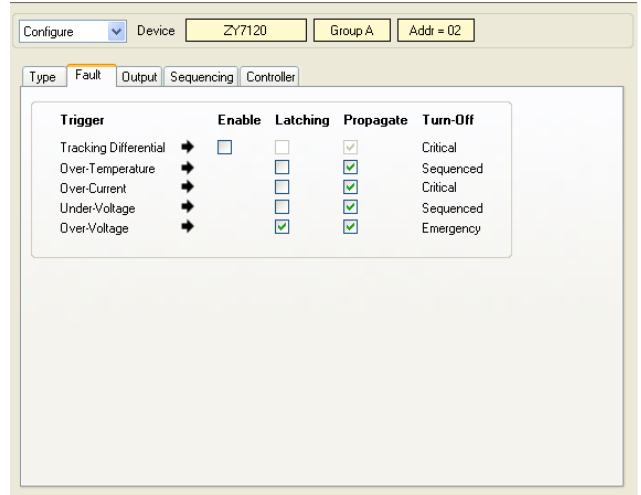 Configure Device ZY7120 Group A Addr = 02
Type Fault Output Sequencing Controller
Trigger Enable Latching Propagate Turn-Off
Tracking Differential Critical
Over-Temperature Sequenced
Over-Current Critical
Under-Voltage Sequenced
Over-Voltage Emergency